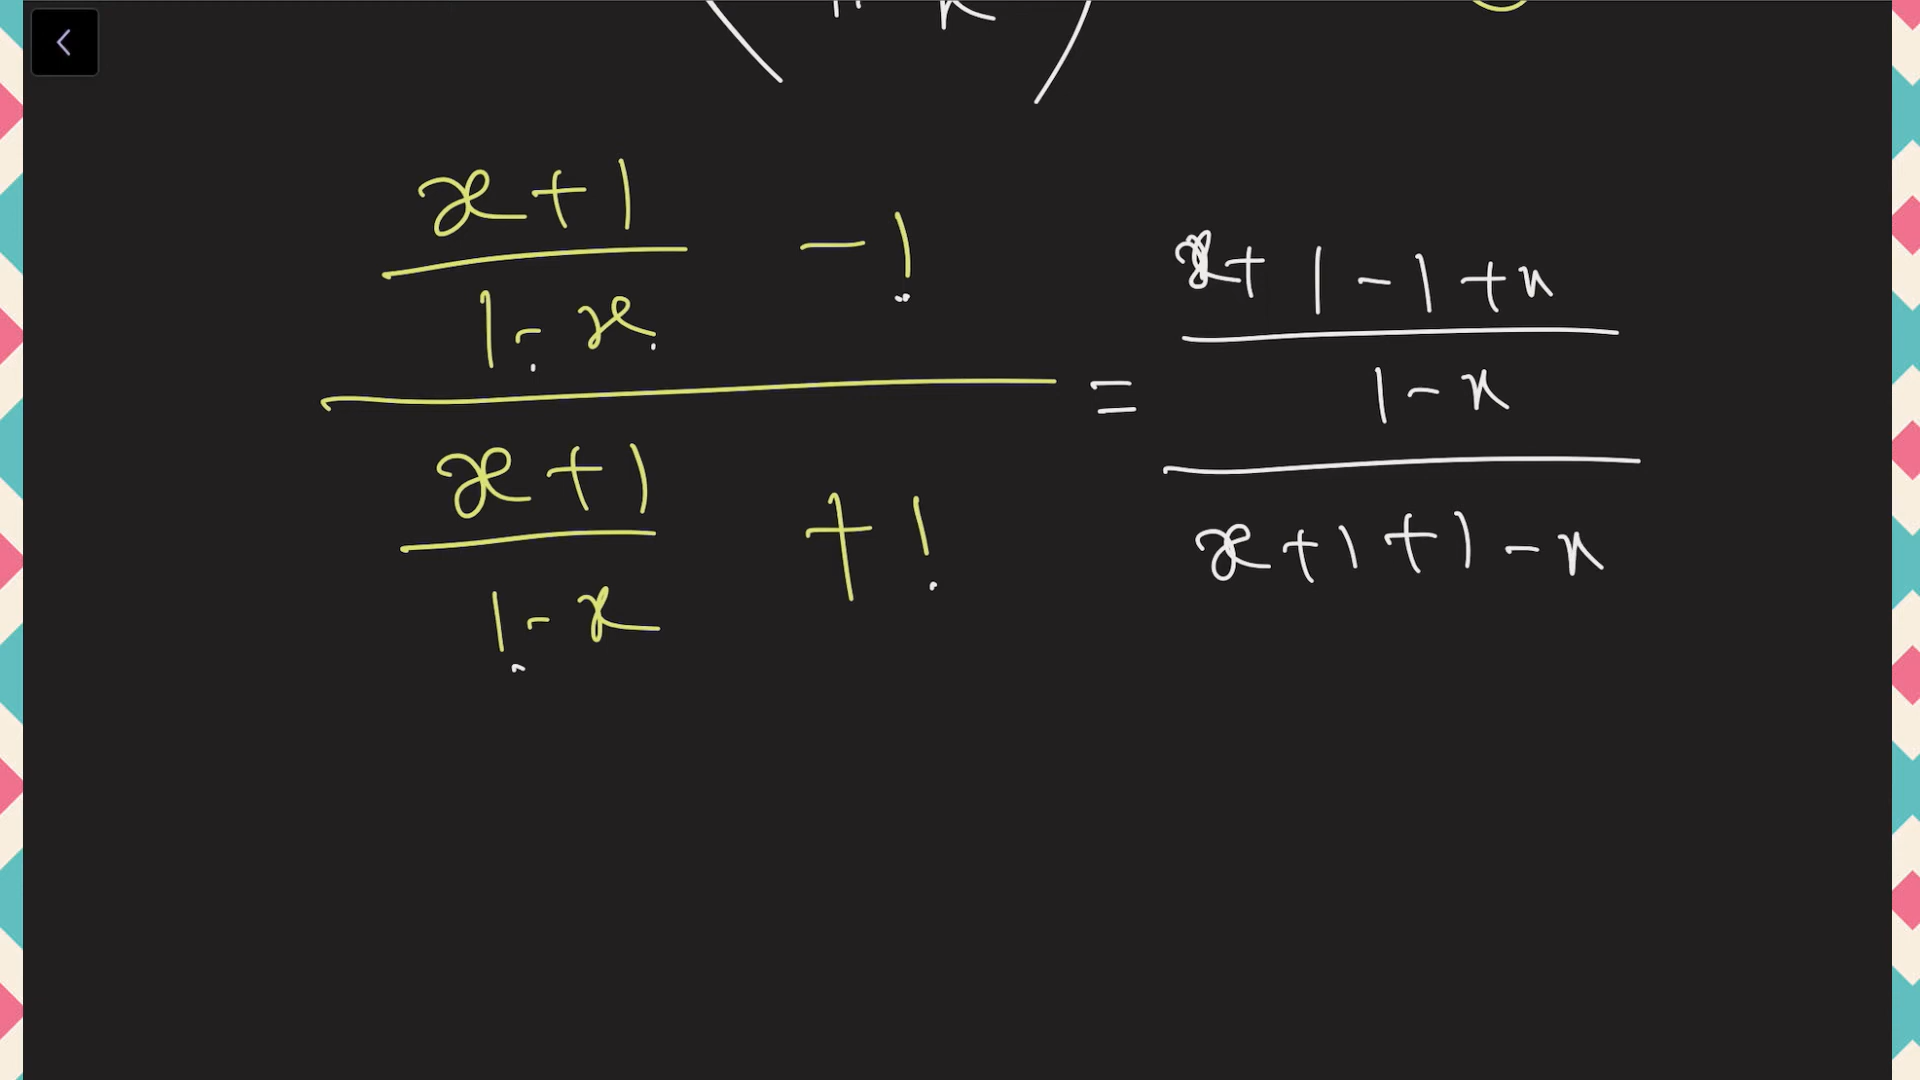 x+1
— - 1
1-x
x+1
— + 1
1-x
=
x+1-1+x
1-x
x+1+1-x